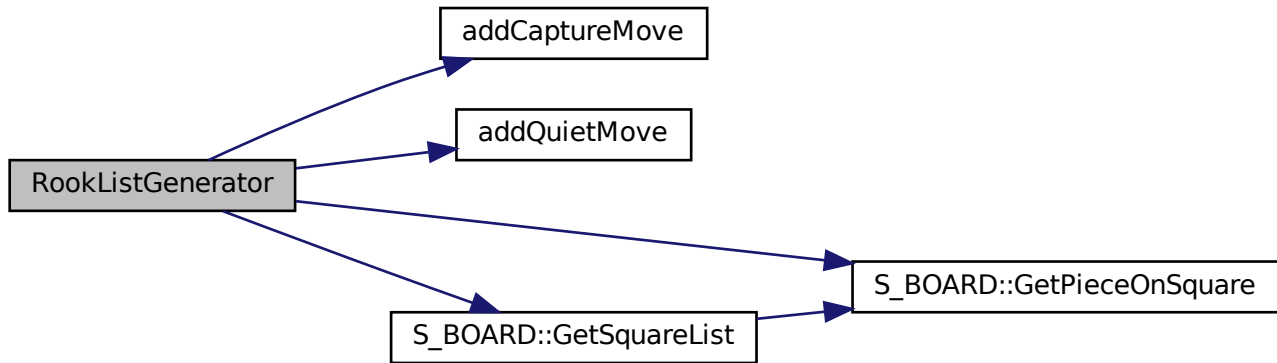 addCaptureMove
addQuietMove
RookListGenerator
S_BOARD::GetPieceOnSquare
S_BOARD::GetSquareList